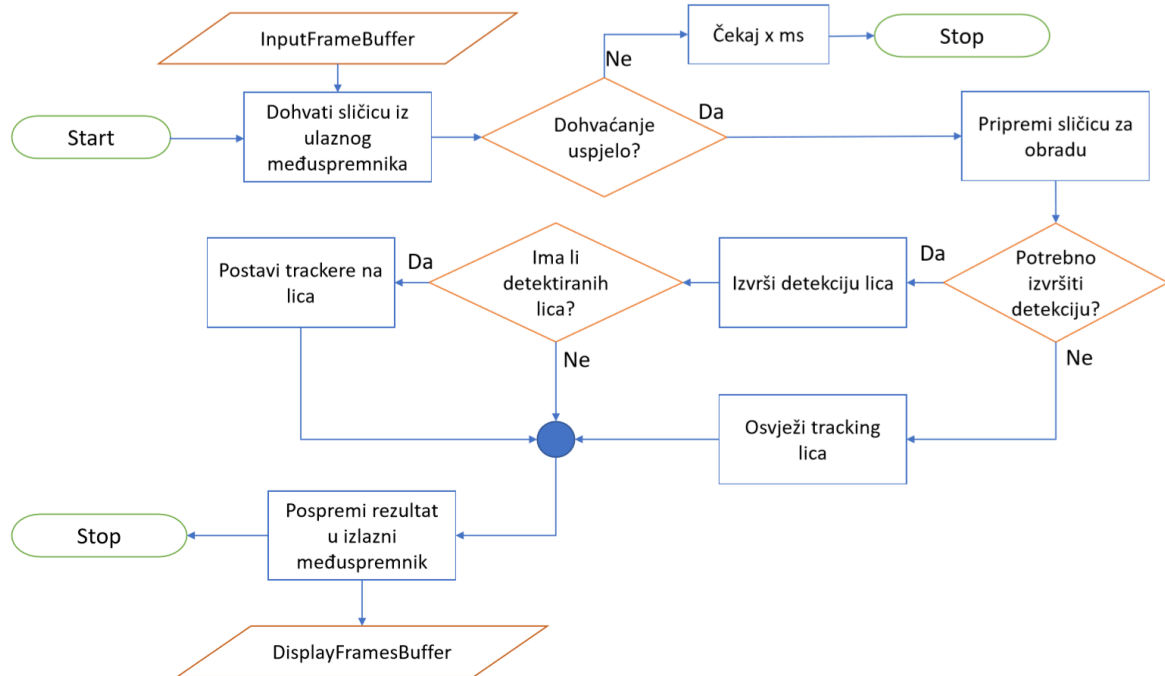 InputFrameBuffer
Čekaj x ms
Stop
Ne
Start
Dohvati sličicu iz
ulaznog
međuspremnika
Dohvaćanje
uspjelo?
Da
Pripremi sličicu za
obradu
Postavi trackere na
lica
Da
Ima li
detektiranih
lica?
Izvrši detekciju lica
Da
Potrebno
izvršiti
detekciju?
Ne
Ne
Osvježi tracking
lica
Stop
Pospremi rezultat
u izlazni
međuspremnik
DisplayFramesBuffer